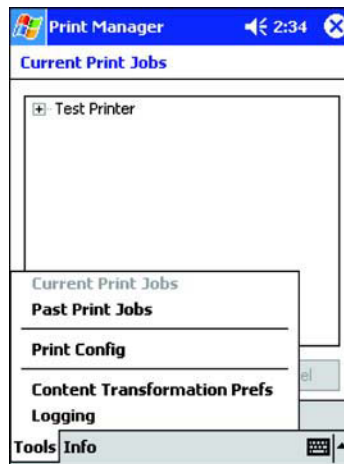 Print Manager 2:34
Current Print Jobs
Test Printer
Current Print Jobs
Past Print Jobs
Print Config
el
Content Transformation Prefs
Logging
Tools Info